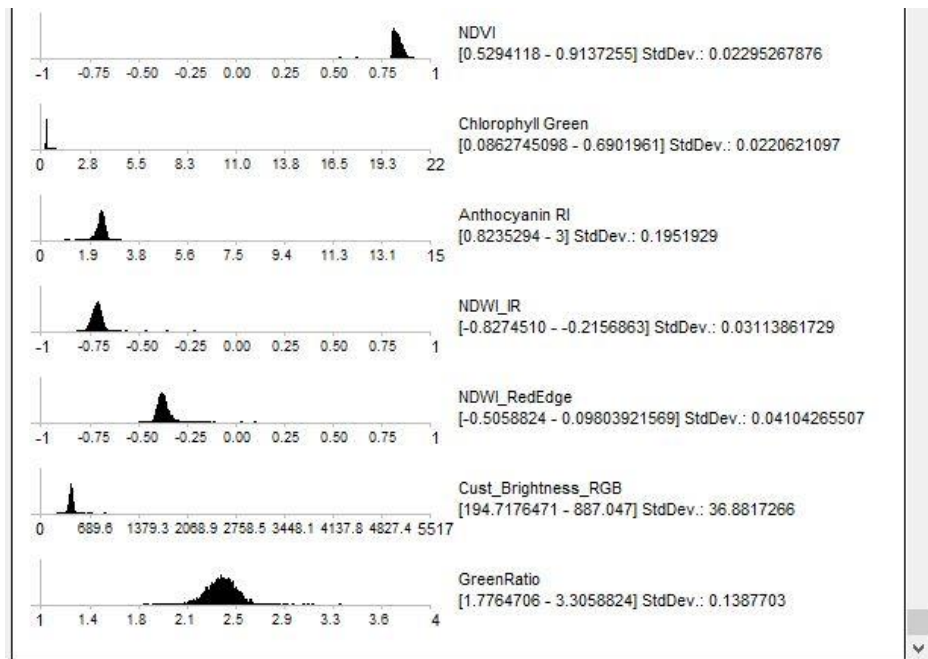 NDVI
[0.5294118 - 0.9137255] StdDev.: 0.02295267876
-1 -0.75 -0.50 -0.25 0.00 0.25 0.50 0.75 1
Chlorophyll Green
[0.0862745098 - 0.6901961] StdDev.: 0.0220621097
0 2.8 5.5 8.3 11.0 13.8 16.5 19.3 22
Anthocyanin RI
[0.8235294 - 3] StdDev.: 0.1951929
0 1.9 3.8 5.6 7.5 9.4 11.3 13.1 15
NDWI_IR
[-0.8274510 - -0.2156863] StdDev.: 0.03113861729
-1 -0.75 -0.50 -0.25 0.00 0.25 0.50 0.75 1
NDWI_RedEdge
[-0.5058824 - 0.09803921569] StdDev.: 0.04104265507
-1 -0.75 -0.50 -0.25 0.00 0.25 0.50 0.75 1
Cust_Brightness_RGB
[194.7176471 - 887.047] StdDev.: 36.8817266
0 689.6 1379.3 2068.9 2758.5 3448.1 4137.8 4827.4 5517
GreenRatio
[1.7764706 - 3.3058824] StdDev.: 0.1387703
1 1.4 1.8 2.1 2.5 2.9 3.3 3.6 4